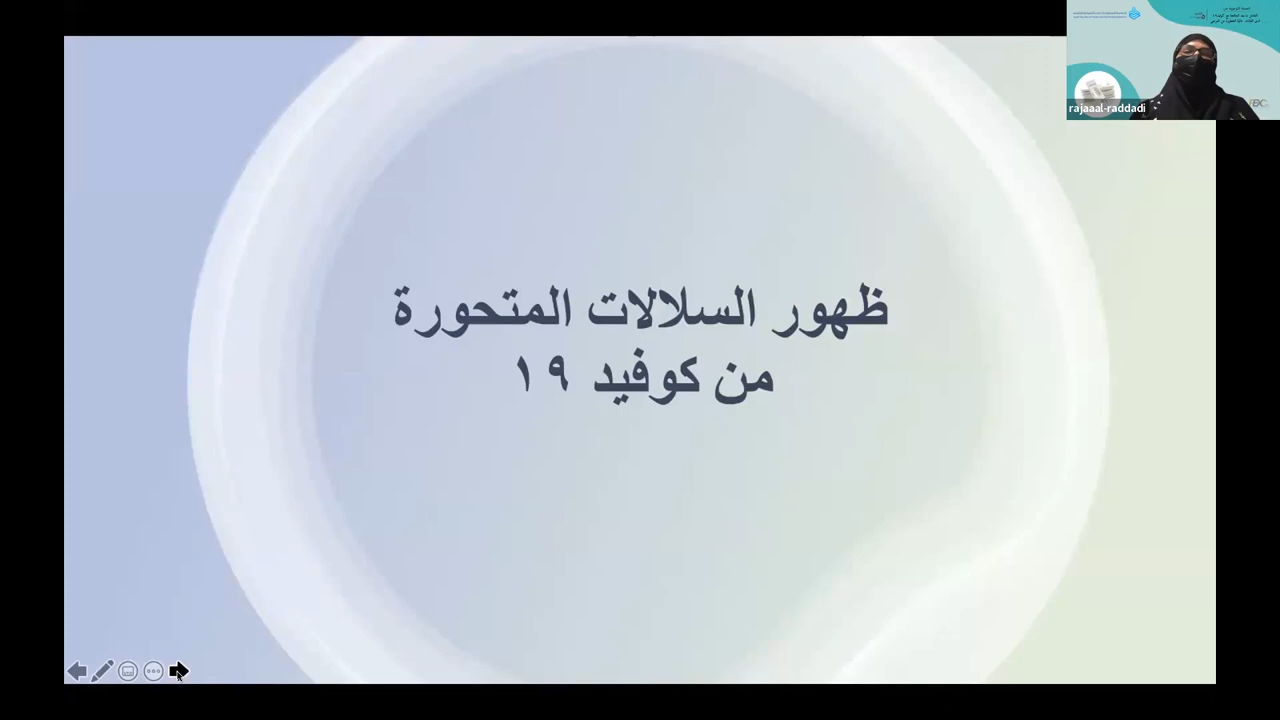 ظهور السلالات المتحورة
من كوفيد ١٩
rajaaal-raddadi